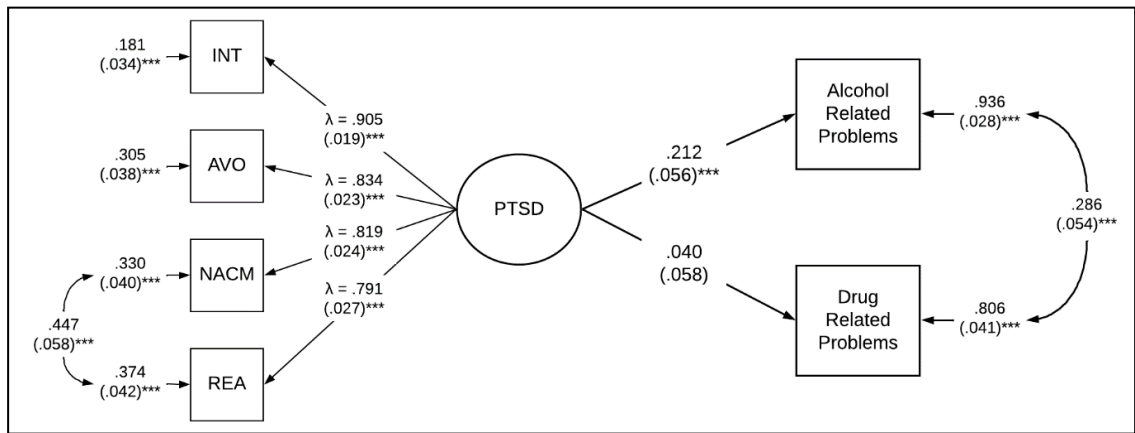 .181
(.034)***
INT
λ = .905
(.019)***
.305
(.038)***
AVO
λ = .834
(.023)***
.330
(.040)***
NACM
λ = .819
(.024)***
.447
(.058)***
.374
(.042)***
REA
λ = .791
(.027)***
PTSD
.212
(.056)***
.040
(.058)
Alcohol
Related
Problems
.936
(.028)***
.286
(.054)***
Drug
Related
Problems
.806
(.041)***